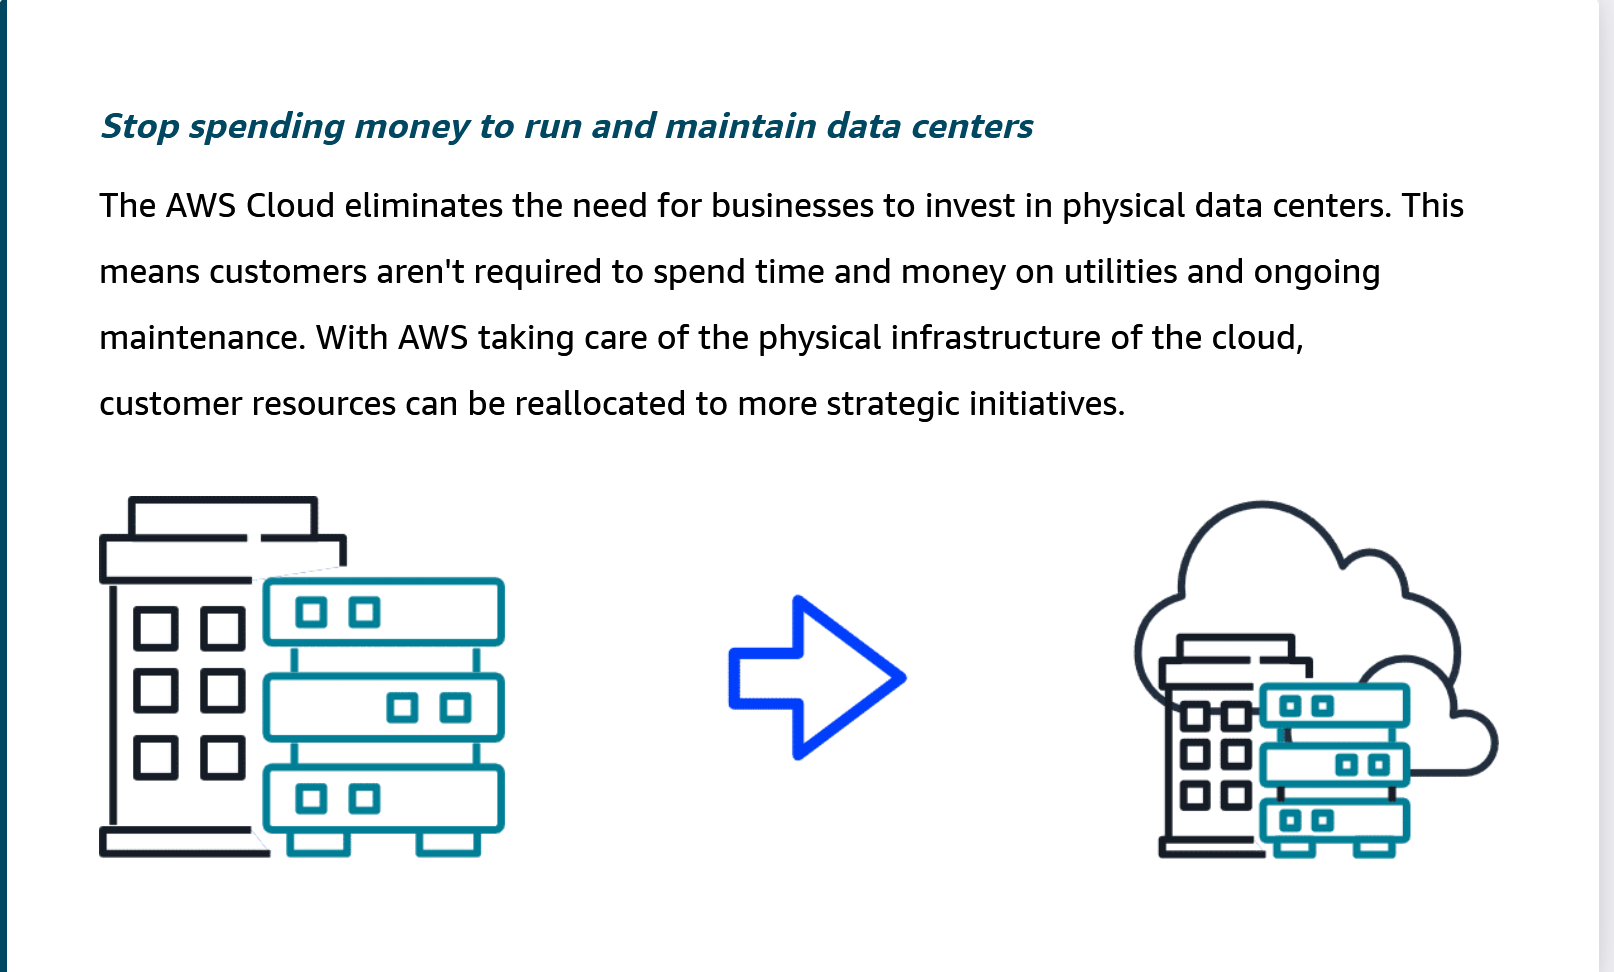 Stop spending money to run and maintain data centers
The AWS Cloud eliminates the need for businesses to invest in physical data centers. This
means customers aren't required to spend time and money on utilities and ongoing
maintenance. With AWS taking care of the physical infrastructure of the cloud,
customer resources can be reallocated to more strategic initiatives.